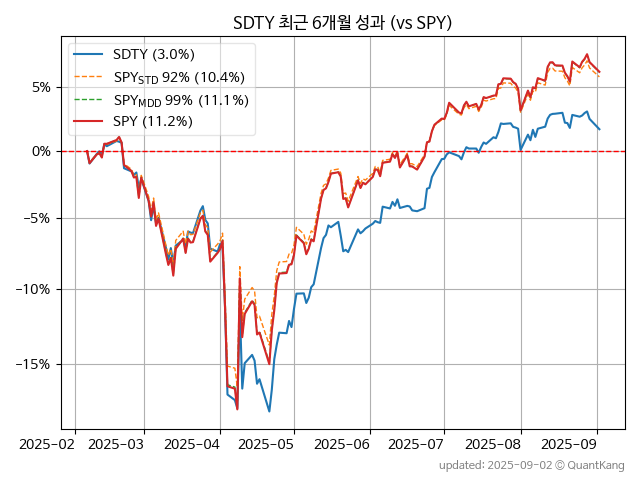 SDTY 최근 6개월 성과 (vs SPY)
SDTY (3.0%)
SPY_STD 92% (10.4%)
SPY_MDD 99% (11.1%)
SPY (11.2%)
5%
0%
−5%
−10%
−15%
2025-02 2025-03 2025-04 2025-05 2025-06 2025-07 2025-08 2025-09
updated: 2025-09-02 © QuantKang